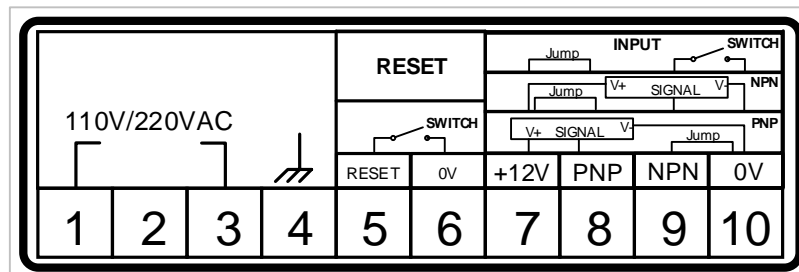 110V/220VAC
RESET
SWITCH
INPUT
Jump
SWITCH
V+ SIGNAL V- NPN
Jump
V+ SIGNAL V- PNP
Jump
RESET 0V +12V PNP NPN 0V
1 2 3 4 5 6 7 8 9 10